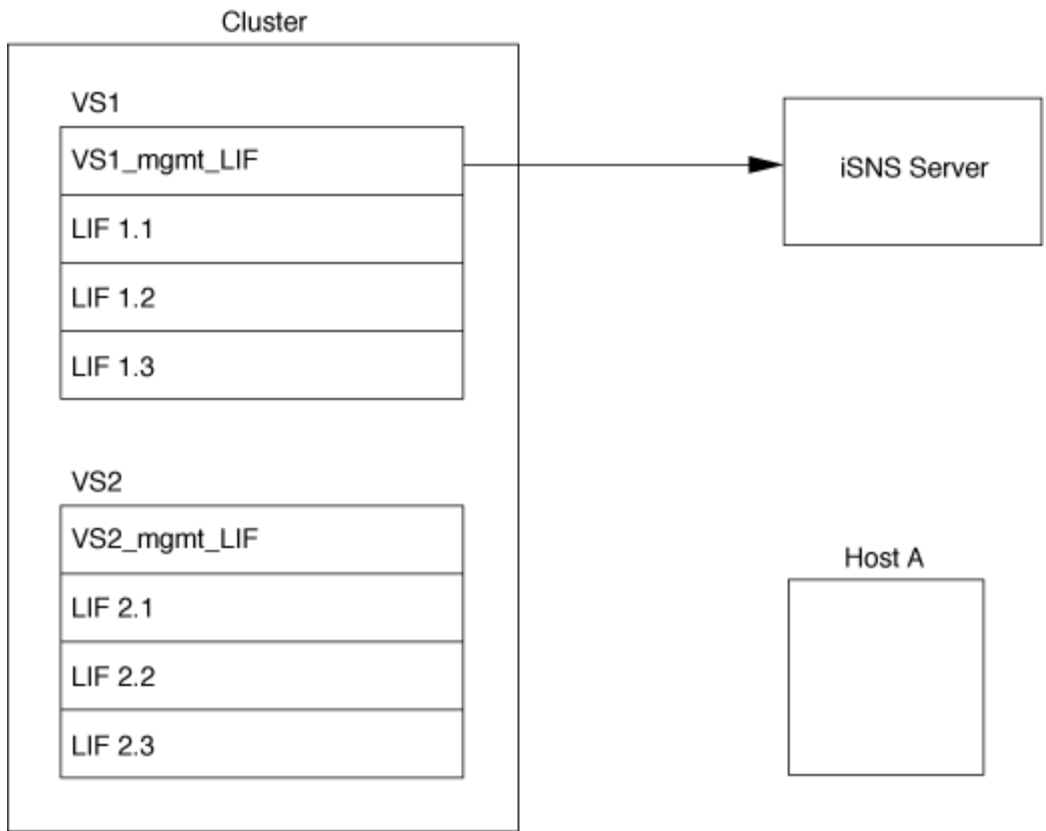 Cluster
VS1
VS1_mgmt_LIF
LIF 1.1
LIF 1.2
LIF 1.3
iSNS Server
VS2
VS2_mgmt_LIF
LIF 2.1
LIF 2.2
LIF 2.3
Host A